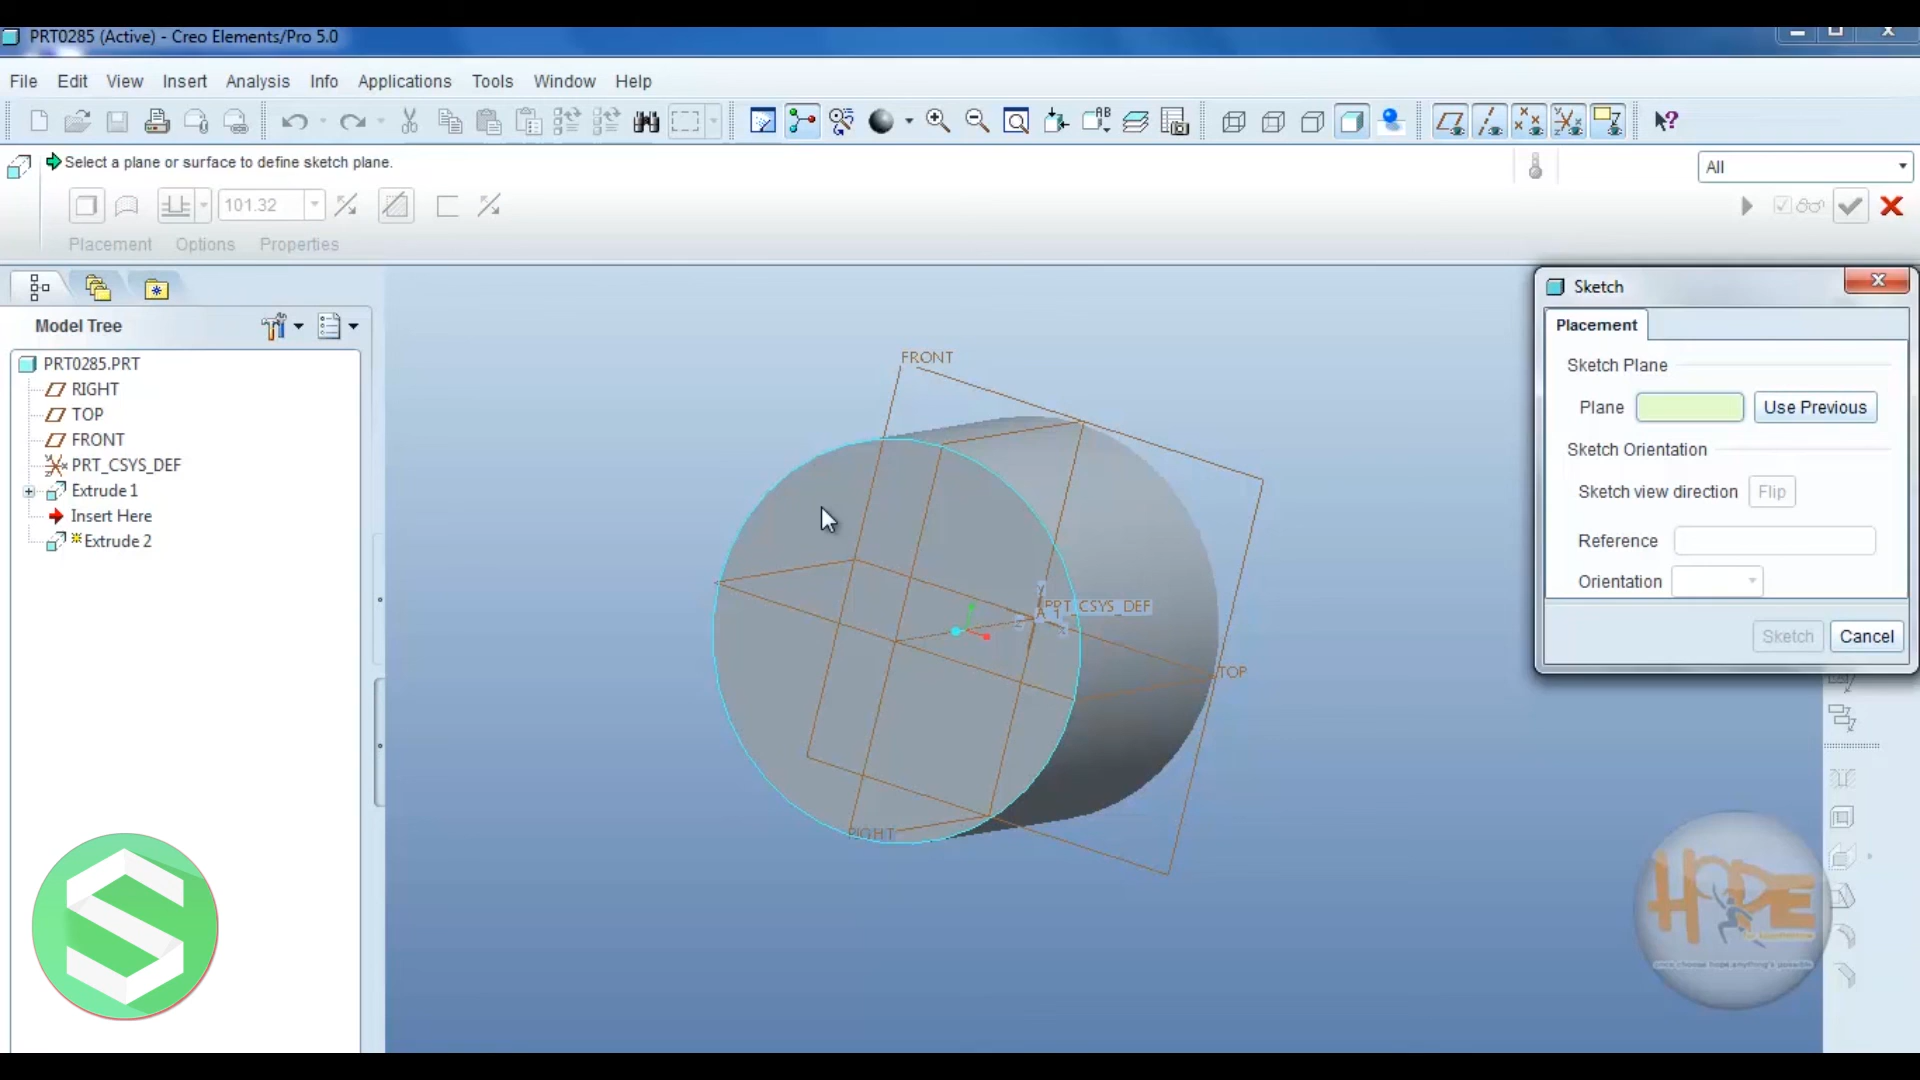 PRT0285 (Active) - Creo Elements/Pro 5.0
File Edit View Insert Analysis Info Applications Tools Window Help
Select a plane or surface to define sketch plane.
All
101.32
Placement Options Properties
Model Tree
PRT0285.PRT
RIGHT
TOP
FRONT
PRT_CSYS_DEF
Extrude 1
Insert Here
Extrude 2
FRONT
PRT_CSYS_DEF
A_1
TOP
RIGHT
Sketch
Placement
Sketch Plane
Plane Use Previous
Sketch Orientation
Sketch view direction Flip
Reference
Orientation
Sketch Cancel
HOPE